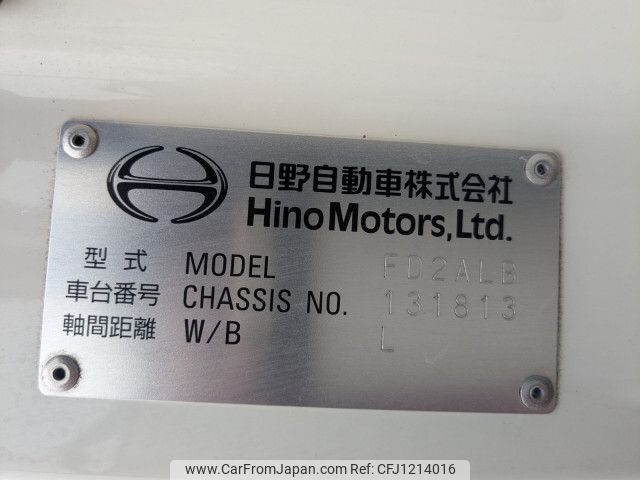 日野自動車株式会社
Hino Motors, Ltd.
型式 MODEL FD2ALB
車台番号 CHASSIS NO. 131813
軸間距離 W/B L
www.CarFromJapan.com CFJ1214016